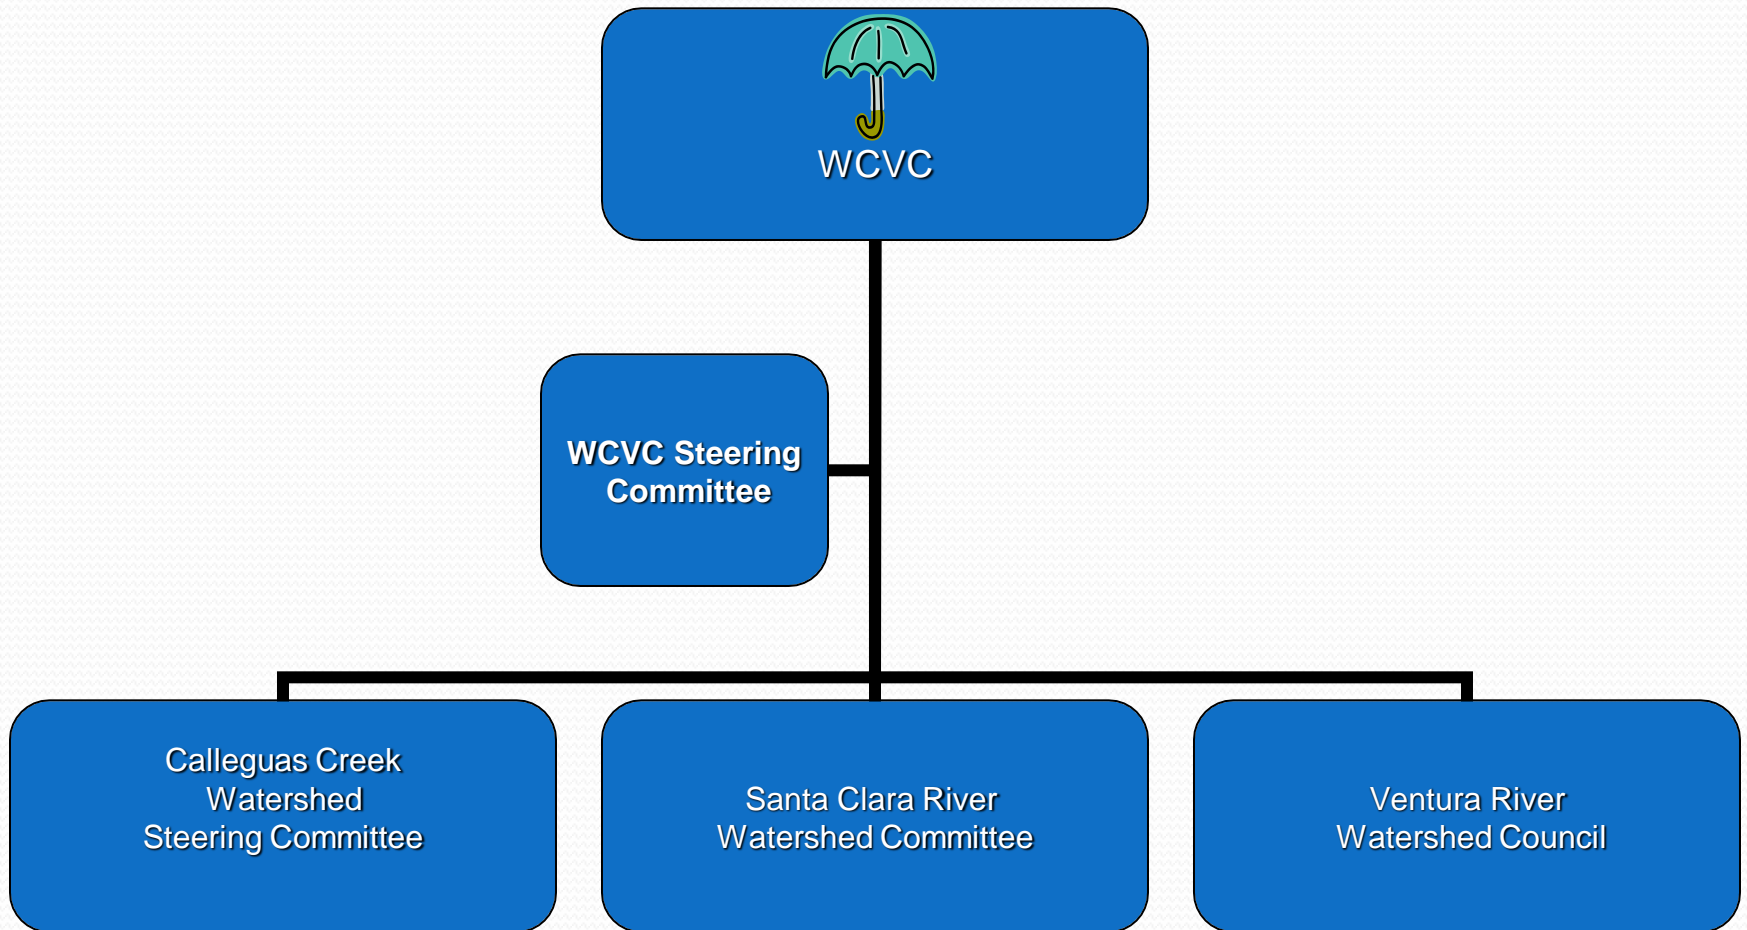 WCVC
WCVC Steering
Committee
Calleguas Creek
Watershed
Steering Committee
Santa Clara River
Watershed Committee
Ventura River
Watershed Council